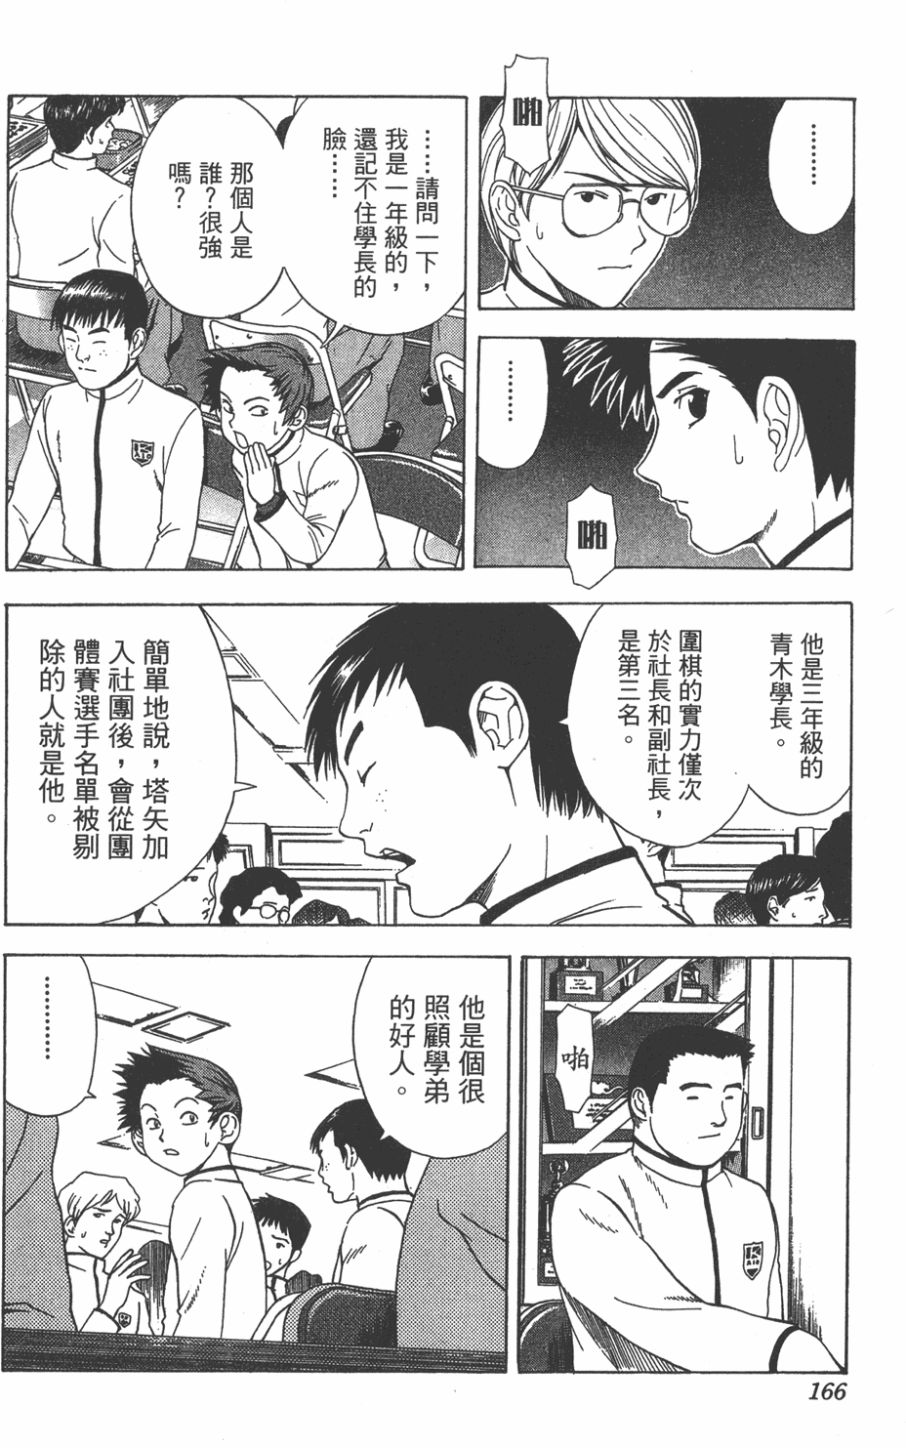 ………
啪
………
啪
……請問一下，
我是一年級的，
還記不住學長的
臉……
那個人是
誰？很強
嗎？
他是三年級的
青木學長。
圍棋的實力僅次
於社長和副社長，
是第三名。
簡單地說，塔矢加
入社團後，會從團
體賽選手名單被剔
除的人就是他。
啪
他是個很
照顧學弟
的好人。
………
166